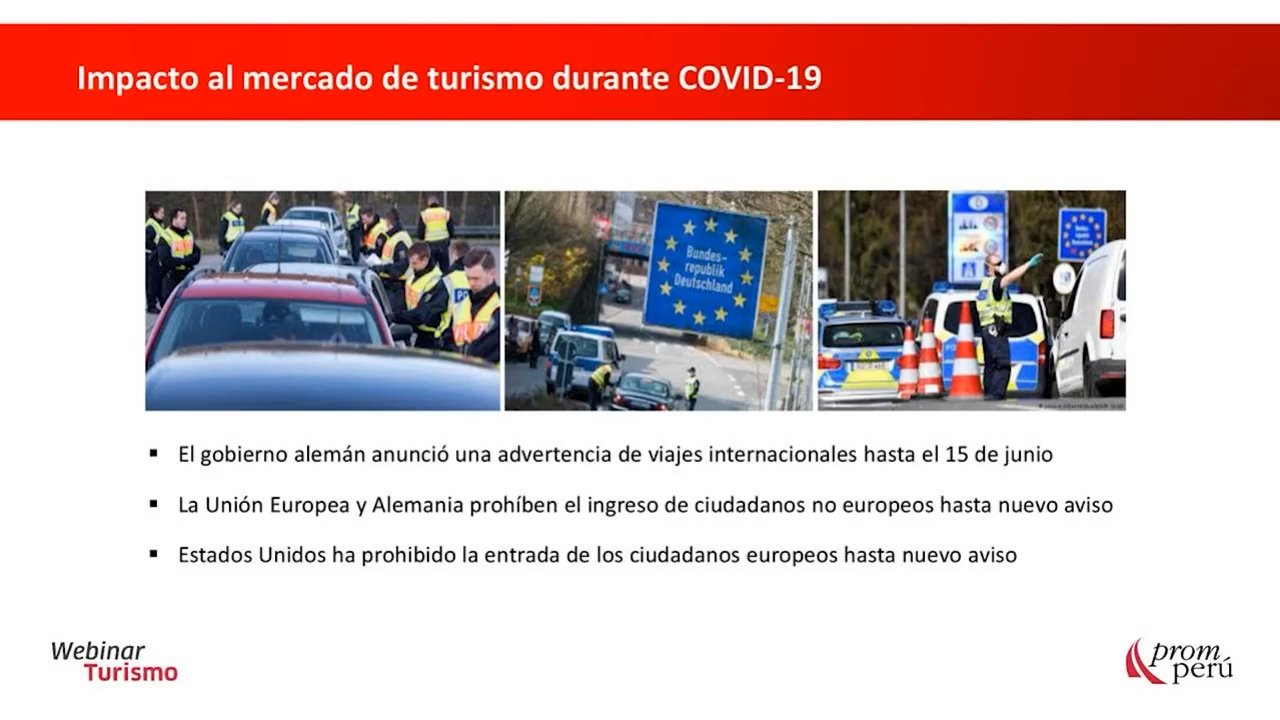 Impacto al mercado de turismo durante COVID-19
Bundes-
republik
Deutschland
▪ El gobierno alemán anunció una advertencia de viajes internacionales hasta el 15 de junio
▪ La Unión Europea y Alemania prohíben el ingreso de ciudadanos no europeos hasta nuevo aviso
▪ Estados Unidos ha prohibido la entrada de los ciudadanos europeos hasta nuevo aviso
Webinar
Turismo
prom
perú